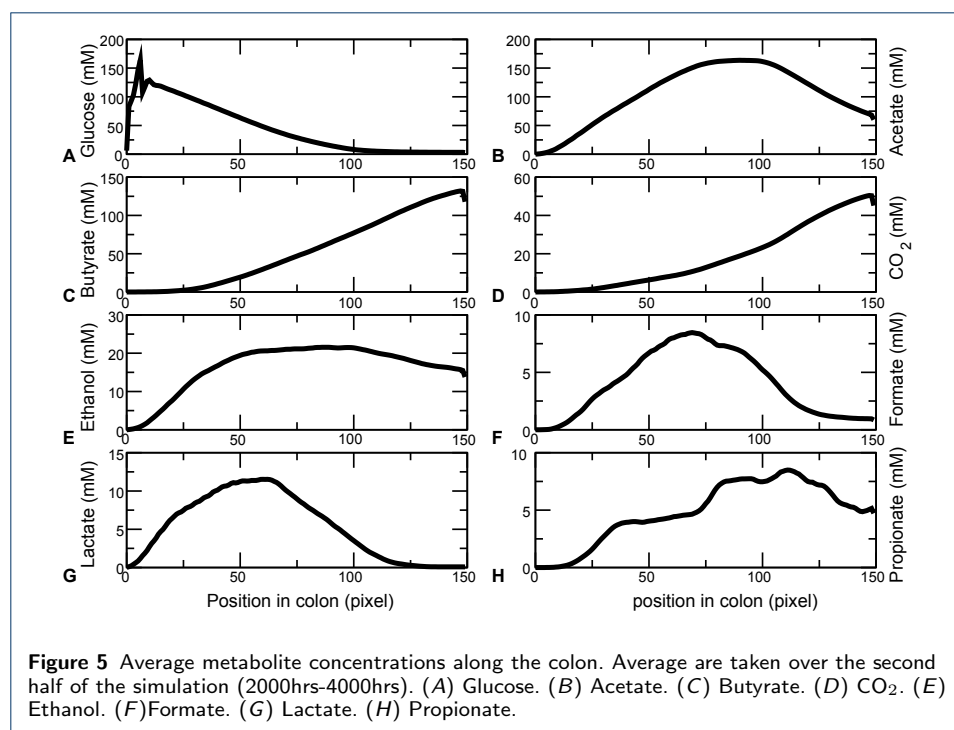 200
150
100
50
0
Glucose (mM)
A
0 50 100 150
200
150
100
50
0
Acetate (mM)
B
0 50 100 150
150
100
50
0
Butyrate (mM)
C
0 50 100 150
60
40
20
0
CO2 (mM)
D
0 50 100 150
30
20
10
0
Ethanol (mM)
E
0 50 100 150
10
5
0
Formate (mM)
F
0 50 100 150
15
10
5
0
Lactate (mM)
G
0 50 100 150
Position in colon (pixel)
10
5
0
Propionate (mM)
H
0 50 100 150
position in colon (pixel)
Figure 5 Average metabolite concentrations along the colon. Average are taken over the second
half of the simulation (2000hrs-4000hrs). (A) Glucose. (B) Acetate. (C) Butyrate. (D) CO2. (E)
Ethanol. (F)Formate. (G) Lactate. (H) Propionate.